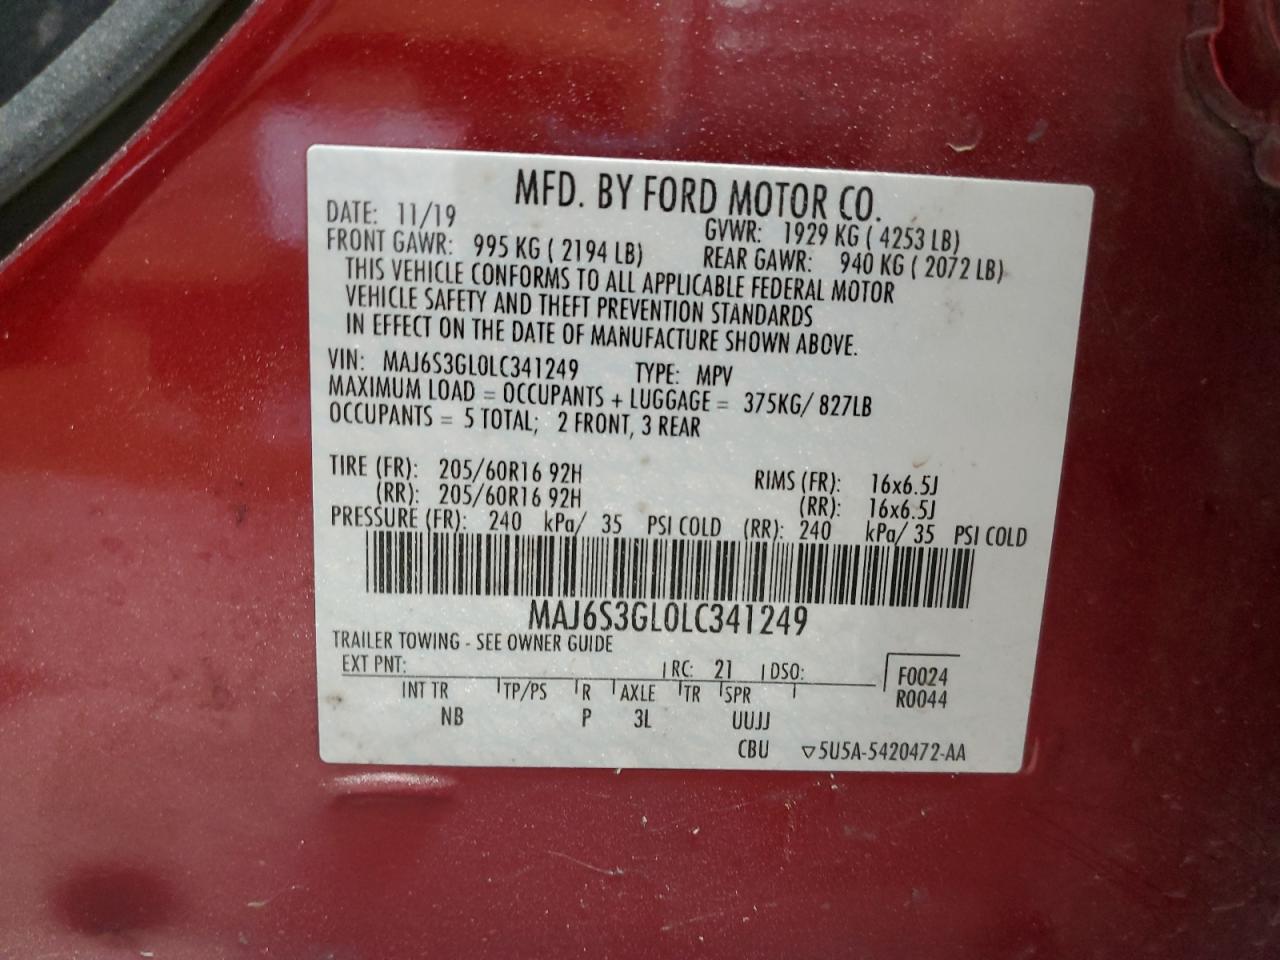 MFD. BY FORD MOTOR CO.
DATE: 11/19 GVWR: 1929 KG ( 4253 LB)
FRONT GAWR: 995 KG ( 2194 LB) REAR GAWR: 940 KG ( 2072 LB)
THIS VEHICLE CONFORMS TO ALL APPLICABLE FEDERAL MOTOR
VEHICLE SAFETY AND THEFT PREVENTION STANDARDS
IN EFFECT ON THE DATE OF MANUFACTURE SHOWN ABOVE.
VIN: MAJ6S3GL0LC341249 TYPE: MPV
MAXIMUM LOAD = OCCUPANTS + LUGGAGE = 375KG/ 827LB
OCCUPANTS = 5 TOTAL; 2 FRONT, 3 REAR
TIRE (FR): 205/60R16 92H RIMS (FR): 16x6.5J
(RR): 205/60R16 92H (RR): 16x6.5J
PRESSURE (FR): 240 kPa/ 35 PSI COLD (RR): 240 kPa/ 35 PSI COLD
MAJ6S3GL0LC341249
TRAILER TOWING - SEE OWNER GUIDE
EXT PNT: RC: 21 DSO: F0024
INT TR TP/PS R AXLE TR SPR R0044
NB P 3L UUJJ
CBU ▽5U5A-5420472-AA